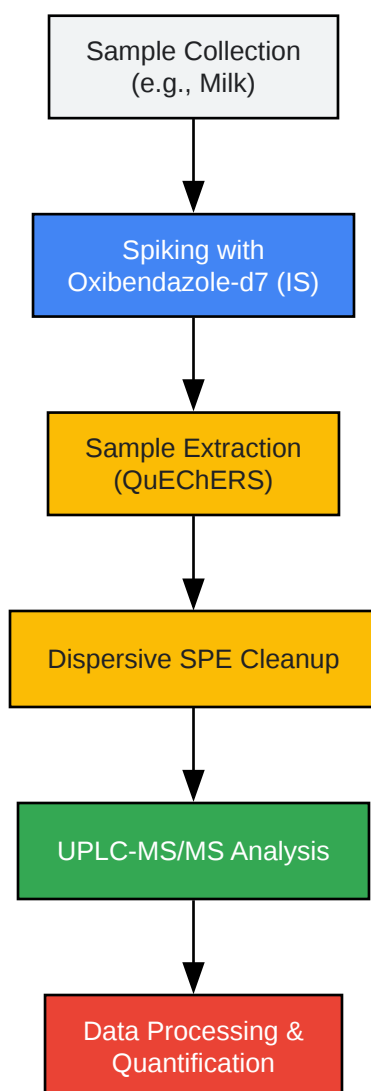 Sample Collection
(e.g., Milk)
Spiking with
Oxibendazole-d7 (IS)
Sample Extraction
(QuEChERS)
Dispersive SPE Cleanup
UPLC-MS/MS Analysis
Data Processing &
Quantification